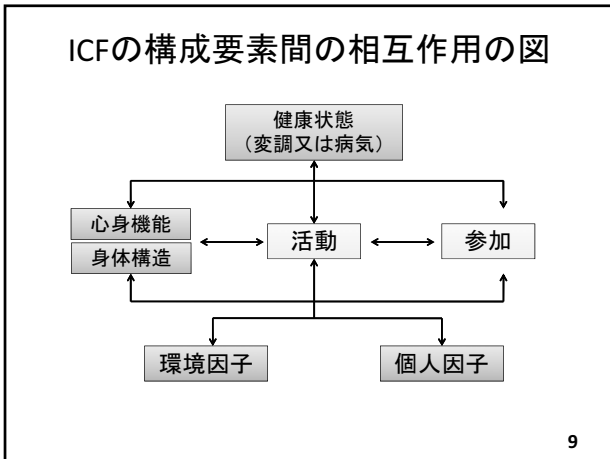 ICFの構成要素間の相互作用の図
健康状態
（変調又は病気）
心身機能
身体構造
活動
参加
環境因子
個人因子
9